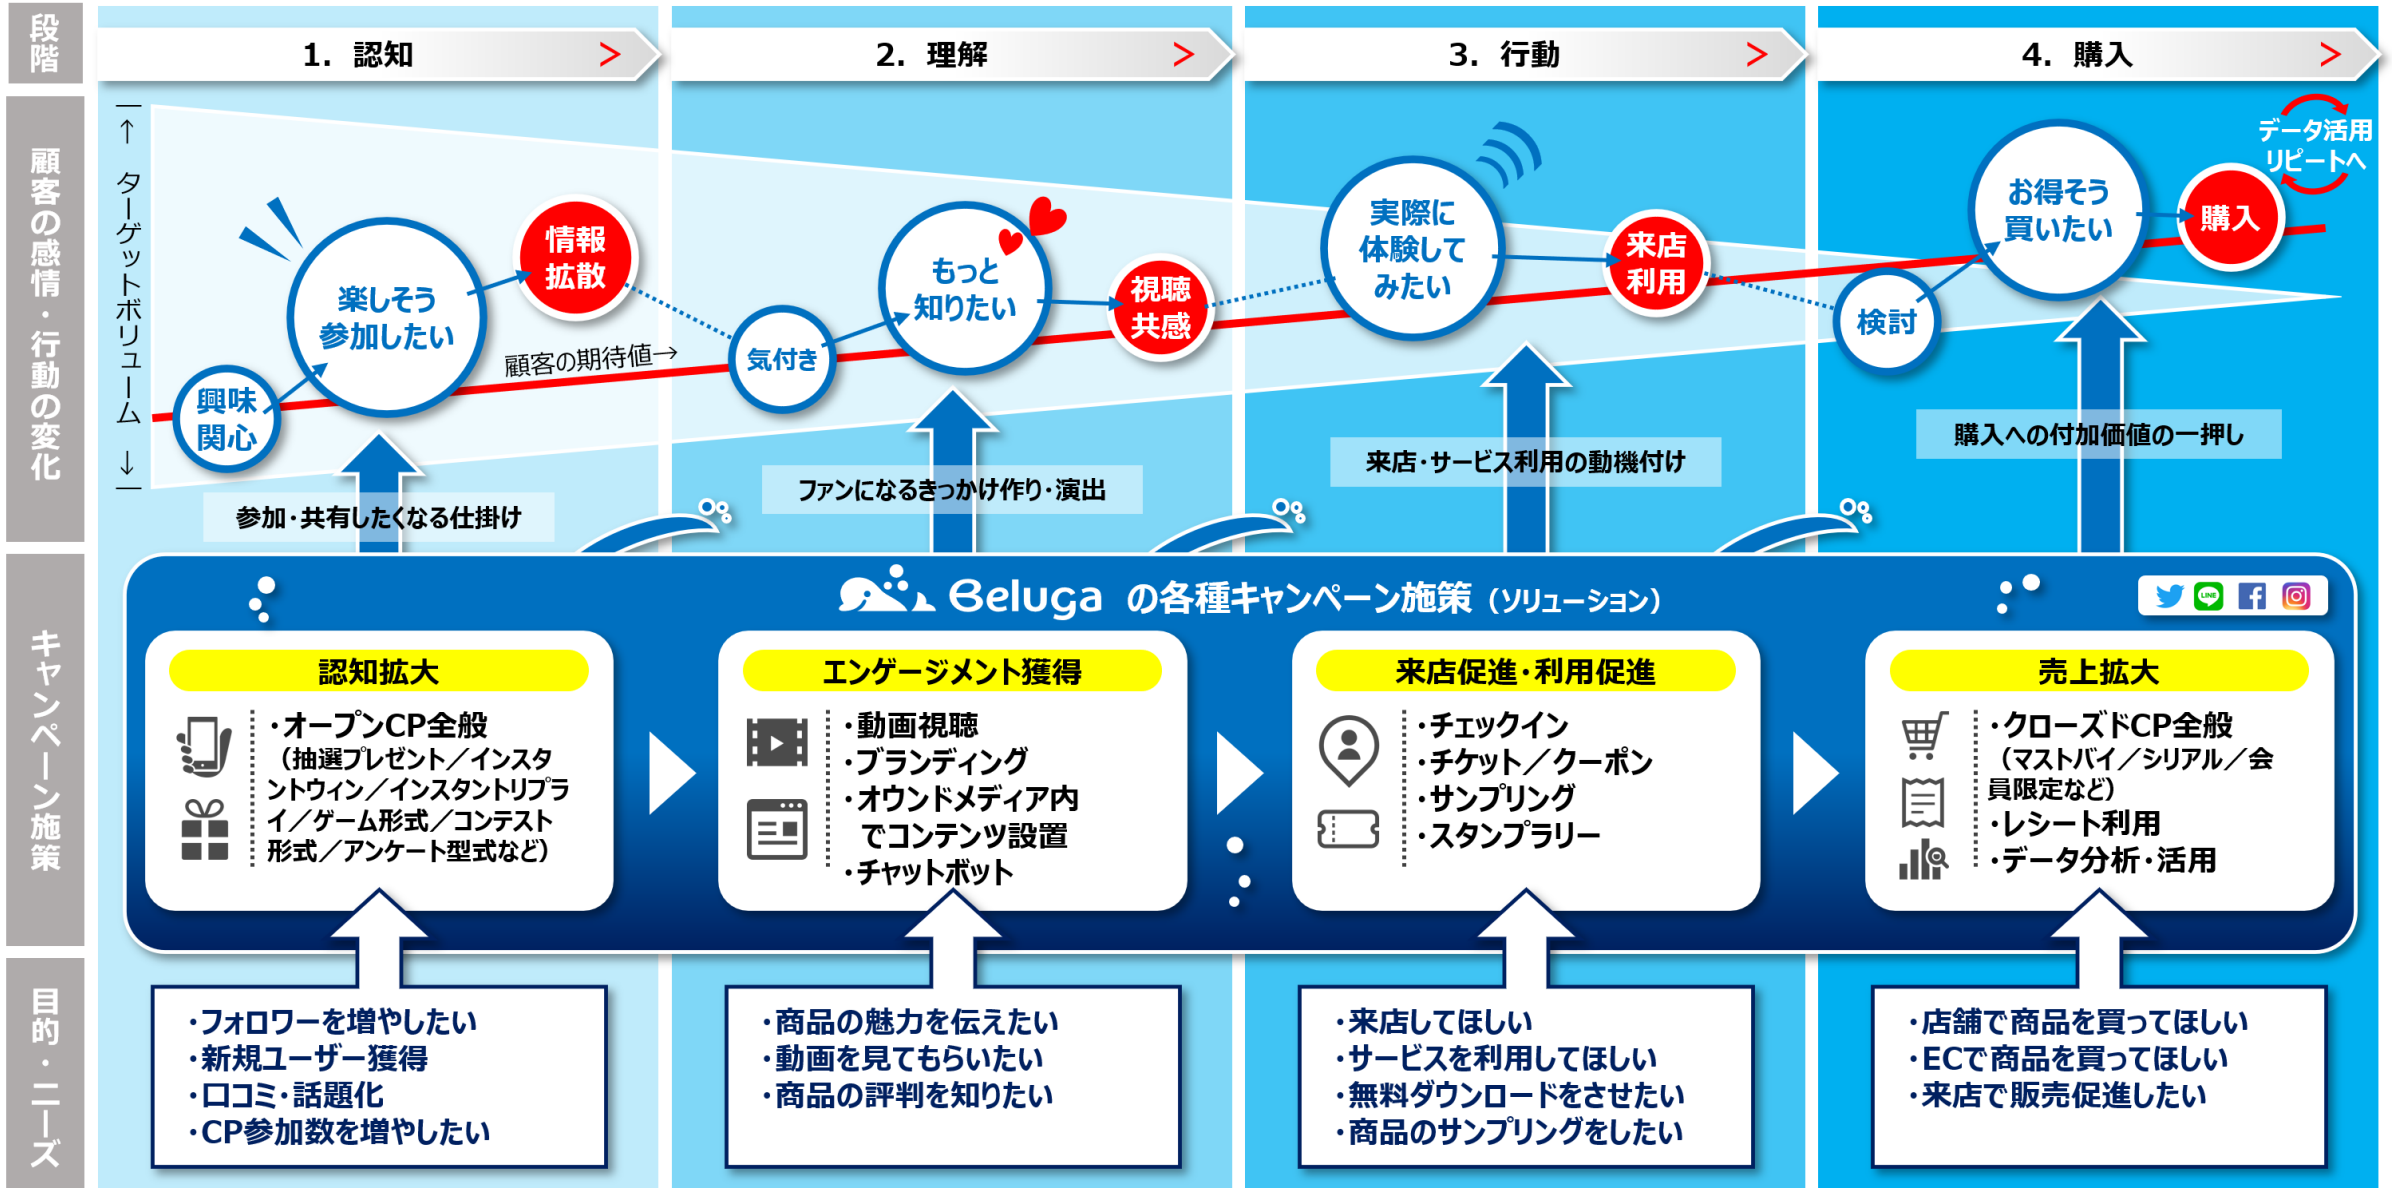 段階
1. 認知
>
2. 理解
>
3. 行動
>
4. 購入
>
顧客の感情・行動の変化
↑ ターゲットボリューム ↓
興味
関心
楽しそう
参加したい
情報
拡散
顧客の期待値→
気付き
もっと
知りたい
視聴
共感
実際に
体験して
みたい
来店
利用
検討
お得そう
買いたい
購入
データ活用
リピートへ
参加・共有したくなる仕掛け
ファンになるきっかけ作り・演出
来店・サービス利用の動機付け
購入への付加価値の一押し
キャンペーン施策
Beluga の各種キャンペーン施策（ソリューション）
LINE
認知拡大
・オープンCP全般
（抽選プレゼント／インスタ
ントウィン／インスタントリプラ
イ／ゲーム形式／コンテスト
形式／アンケート型式など）
エンゲージメント獲得
・動画視聴
・ブランディング
・オウンドメディア内
でコンテンツ設置
・チャットボット
来店促進・利用促進
・チェックイン
・チケット／クーポン
・サンプリング
・スタンプラリー
売上拡大
・クローズドCP全般
（マストバイ／シリアル／会
員限定など）
・レシート利用
・データ分析・活用
目的・ニーズ
・フォロワーを増やしたい
・新規ユーザー獲得
・口コミ・話題化
・CP参加数を増やしたい
・商品の魅力を伝えたい
・動画を見てもらいたい
・商品の評判を知りたい
・来店してほしい
・サービスを利用してほしい
・無料ダウンロードをさせたい
・商品のサンプリングをしたい
・店舗で商品を買ってほしい
・ECで商品を買ってほしい
・来店で販売促進したい